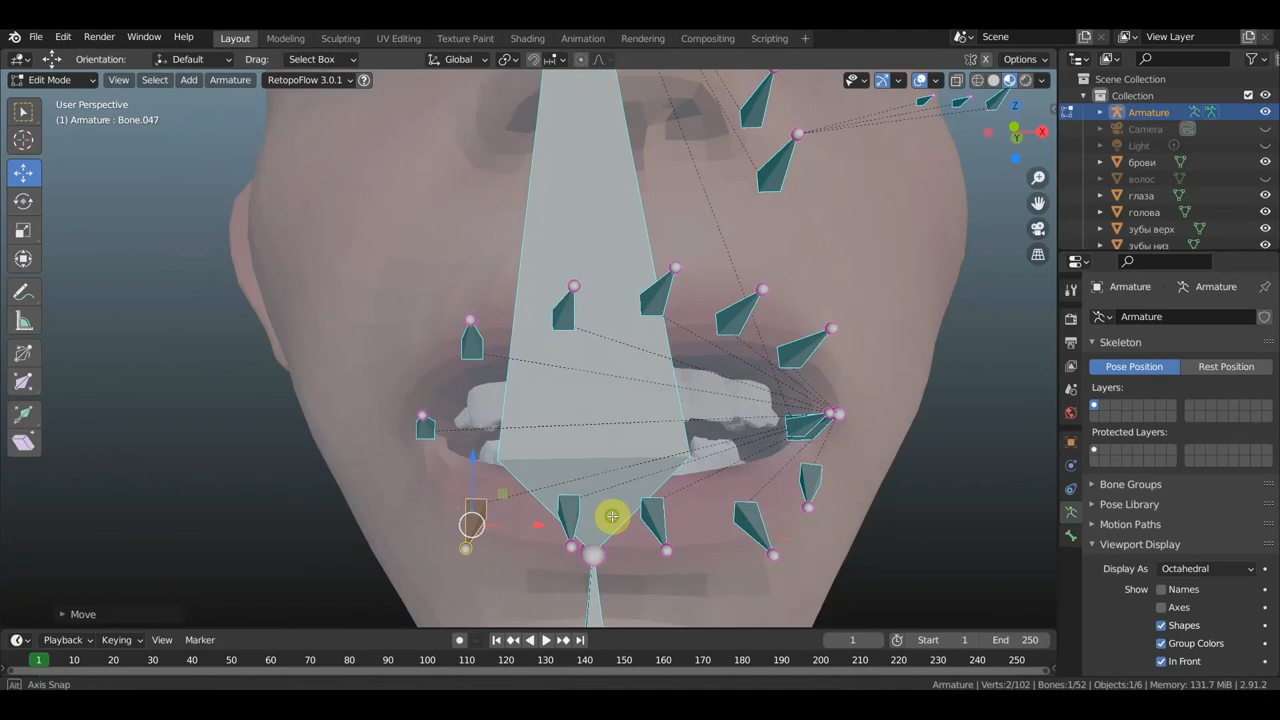 File Edit Render Window Help Layout Modeling Sculpting UV Editing Texture Paint Shading Animation Rendering Compositing Scripting + Scene View Layer
Orientation: Default Drag: Select Box Global X Y Z Options
Edit Mode View Select Add Armature RetopoFlow 3.0.1 ?
User Perspective
(1) Armature : Bone.047
Z
X
Y
Move
Scene Collection
Collection
Armature
Camera
Light
брови
волос
глаза
голова
зубы верх
зубы низ
Armature Armature
Armature
Skeleton
Pose Position Rest Position
Layers:
Protected Layers:
Bone Groups
Pose Library
Motion Paths
Viewport Display
Display As Octahedral
Show Names
Axes
Shapes
Group Colors
In Front
Playback Keying View Marker 1 Start 1 End 250
1 10 20 30 40 50 60 70 80 90 100 110 120 130 140 150 160 170 180 190 200 210 220 230 240 250
Alt Axis Snap Armature | Verts:2/102 | Bones:1/52 | Objects:1/6 | Memory: 131.7 MiB | 2.91.2